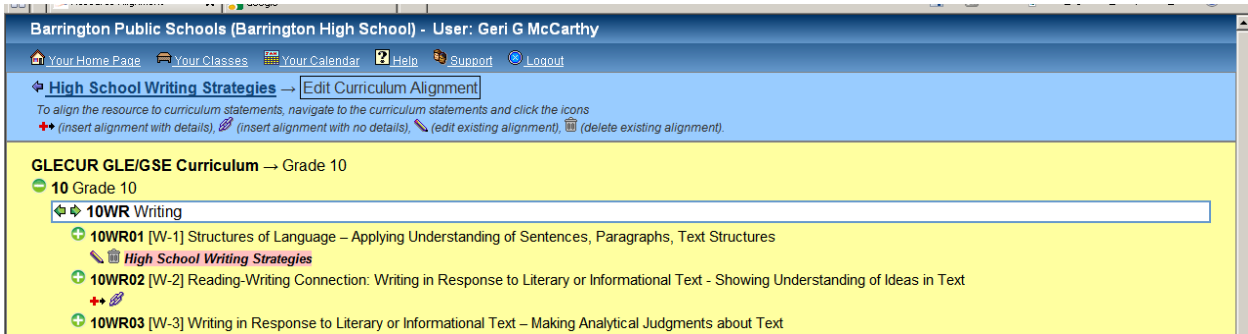 Barrington Public Schools (Barrington High School) - User: Geri G McCarthy
Your Home Page Your Classes Your Calendar Help Support Logout
High School Writing Strategies → Edit Curriculum Alignment
To align the resource to curriculum statements, navigate to the curriculum statements and click the icons
(insert alignment with details), (insert alignment with no details), (edit existing alignment), (delete existing alignment).
GLECUR GLE/GSE Curriculum → Grade 10
10 Grade 10
10WR Writing
10WR01 [W-1] Structures of Language – Applying Understanding of Sentences, Paragraphs, Text Structures
High School Writing Strategies
10WR02 [W-2] Reading-Writing Connection: Writing in Response to Literary or Informational Text - Showing Understanding of Ideas in Text
10WR03 [W-3] Writing in Response to Literary or Informational Text – Making Analytical Judgments about Text